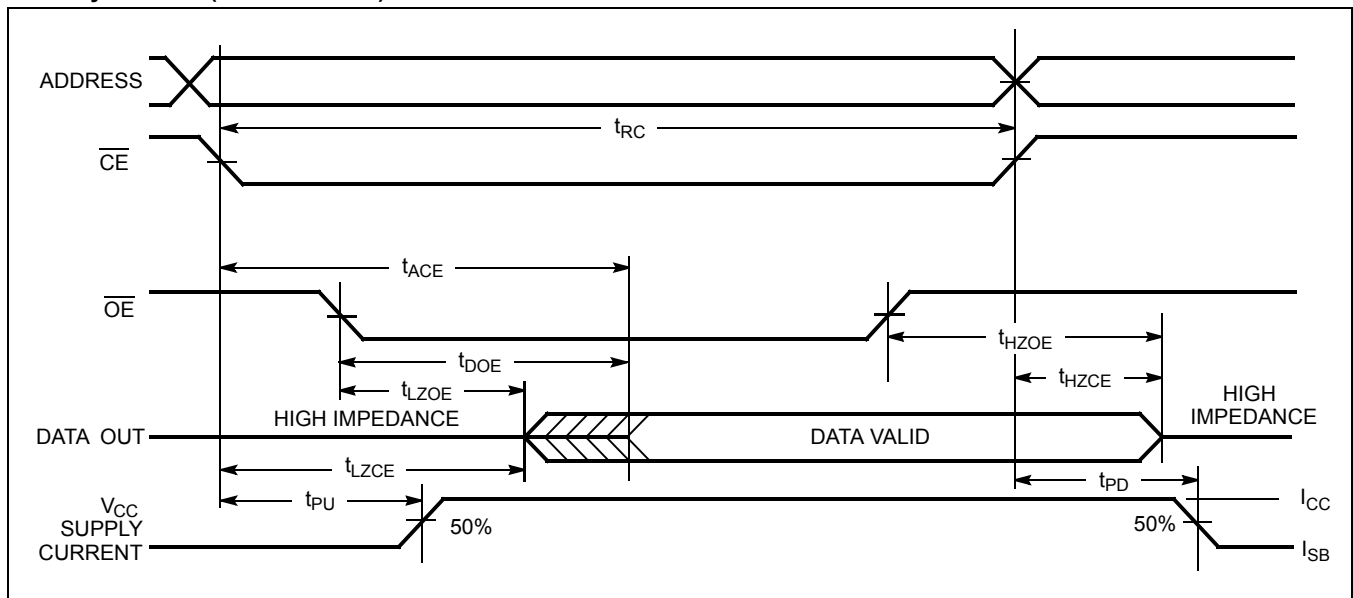 ADDRESS
tRC
CE
tACE
OE
tHZOE
tDOE
tHZCE
tLZOE
HIGH IMPEDANCE
HIGH
IMPEDANCE
DATA OUT
DATA VALID
tLZCE
tPD
tPU
VCC
SUPPLY
CURRENT
50%
50%
ICC
ISB